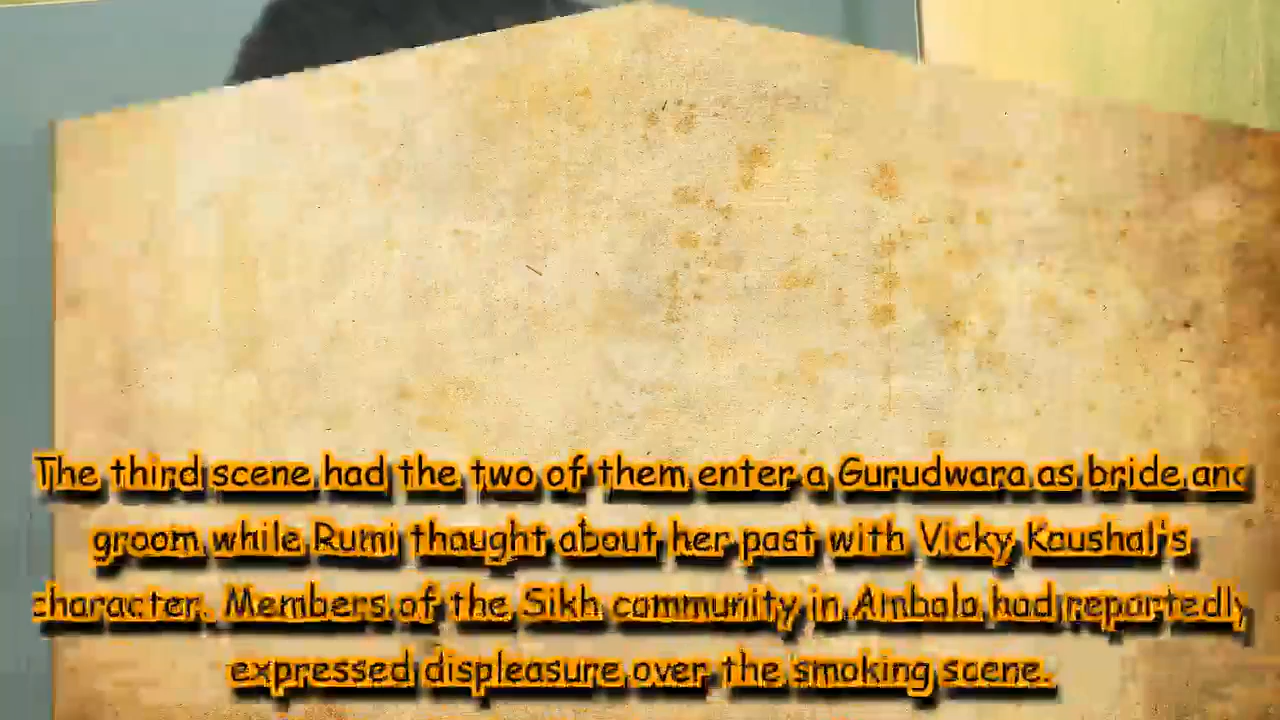 The third scene had the two of them enter a Gurudwara as bride and
groom while Rumi thought about her past with Vicky Kaushal's
character. Members of the Sikh community in Ambala had reportedly
expressed displeasure over the smoking scene.